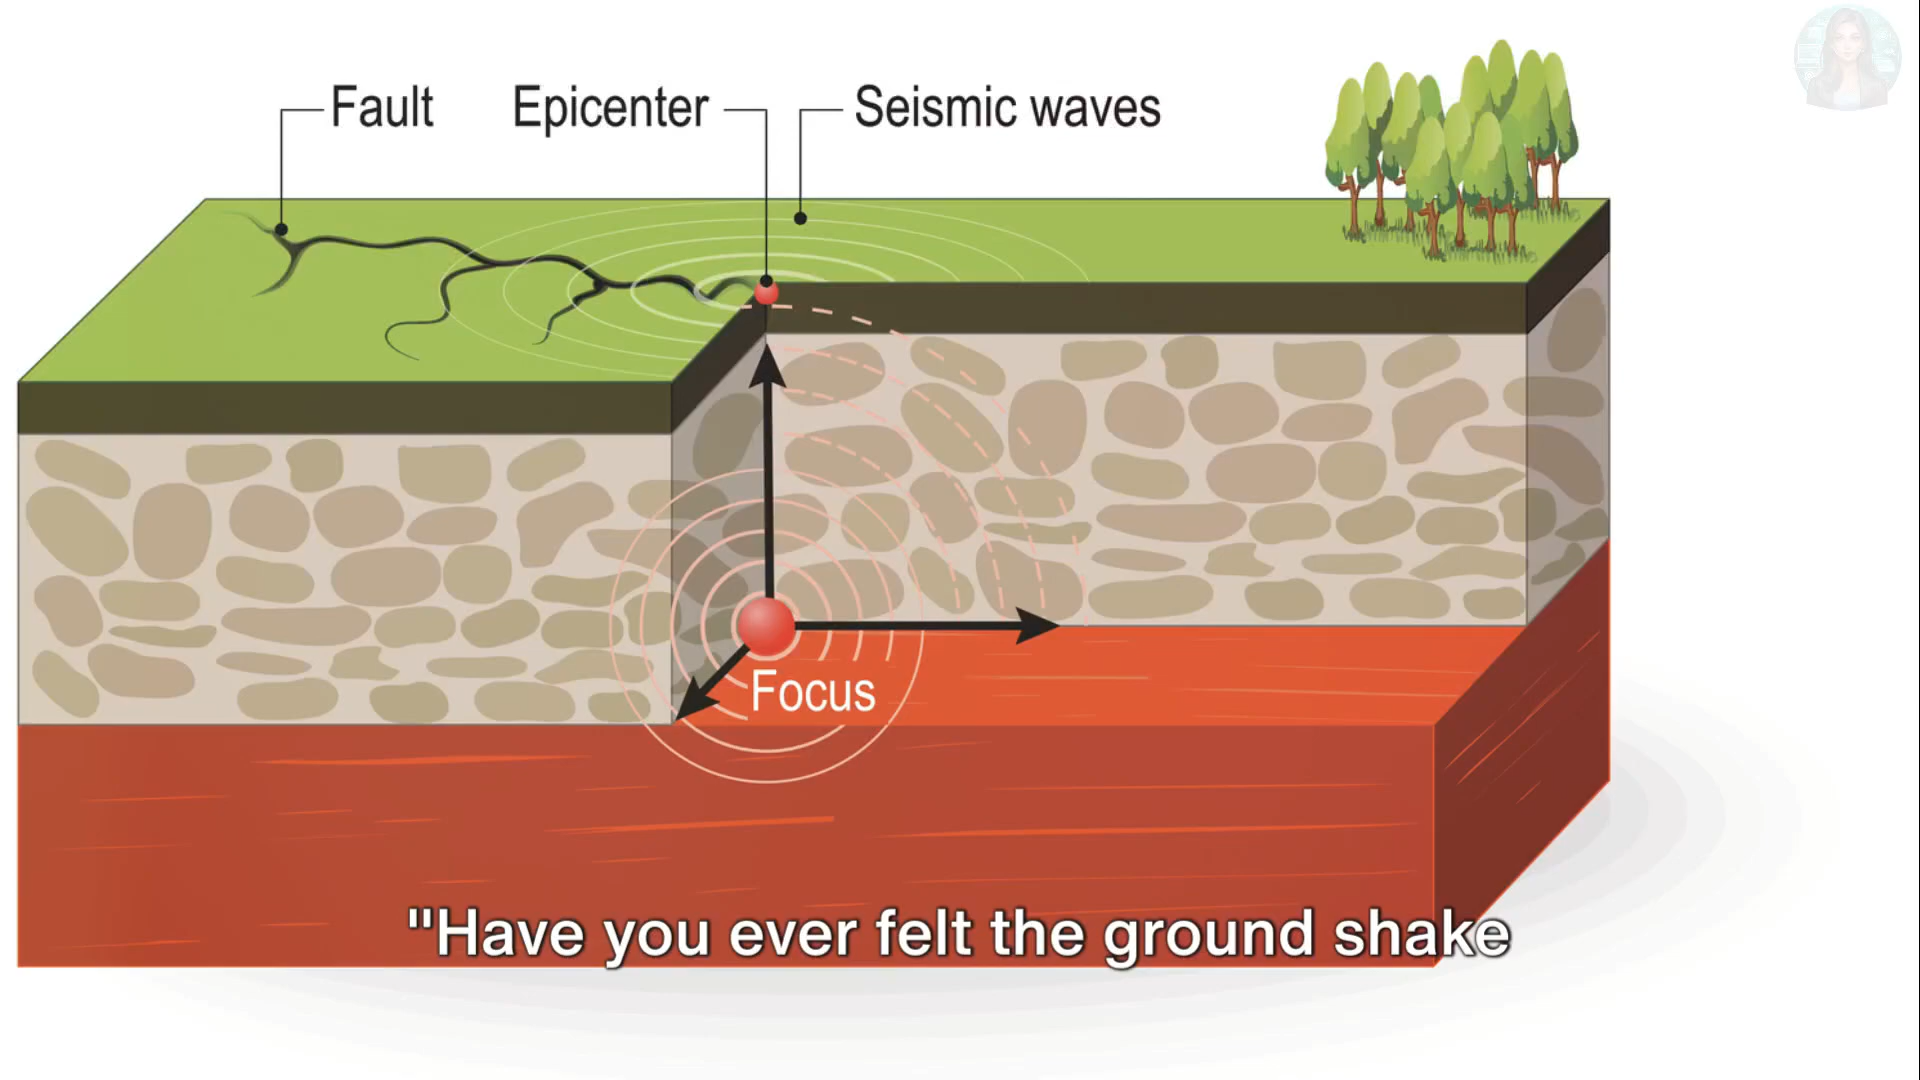 Fault
Epicenter
Seismic waves
Focus
"Have you ever felt the ground shake